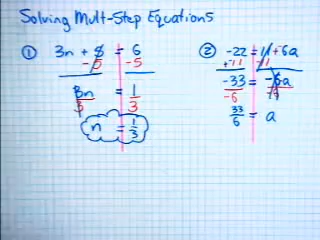 Solving Mult-Step Equations
① 3n + 5 = 6
-5 -5
3n = 1
3 3
n = 1/3
② -22 = 11 + -6a
+-11 -11
-33 = -6a
-6
33/6 = a